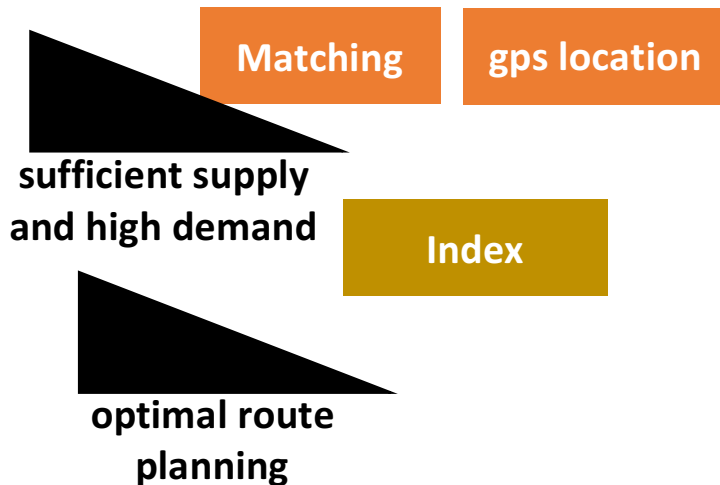 Matching
gps location
sufficient supply
and high demand
Index
optimal route
planning